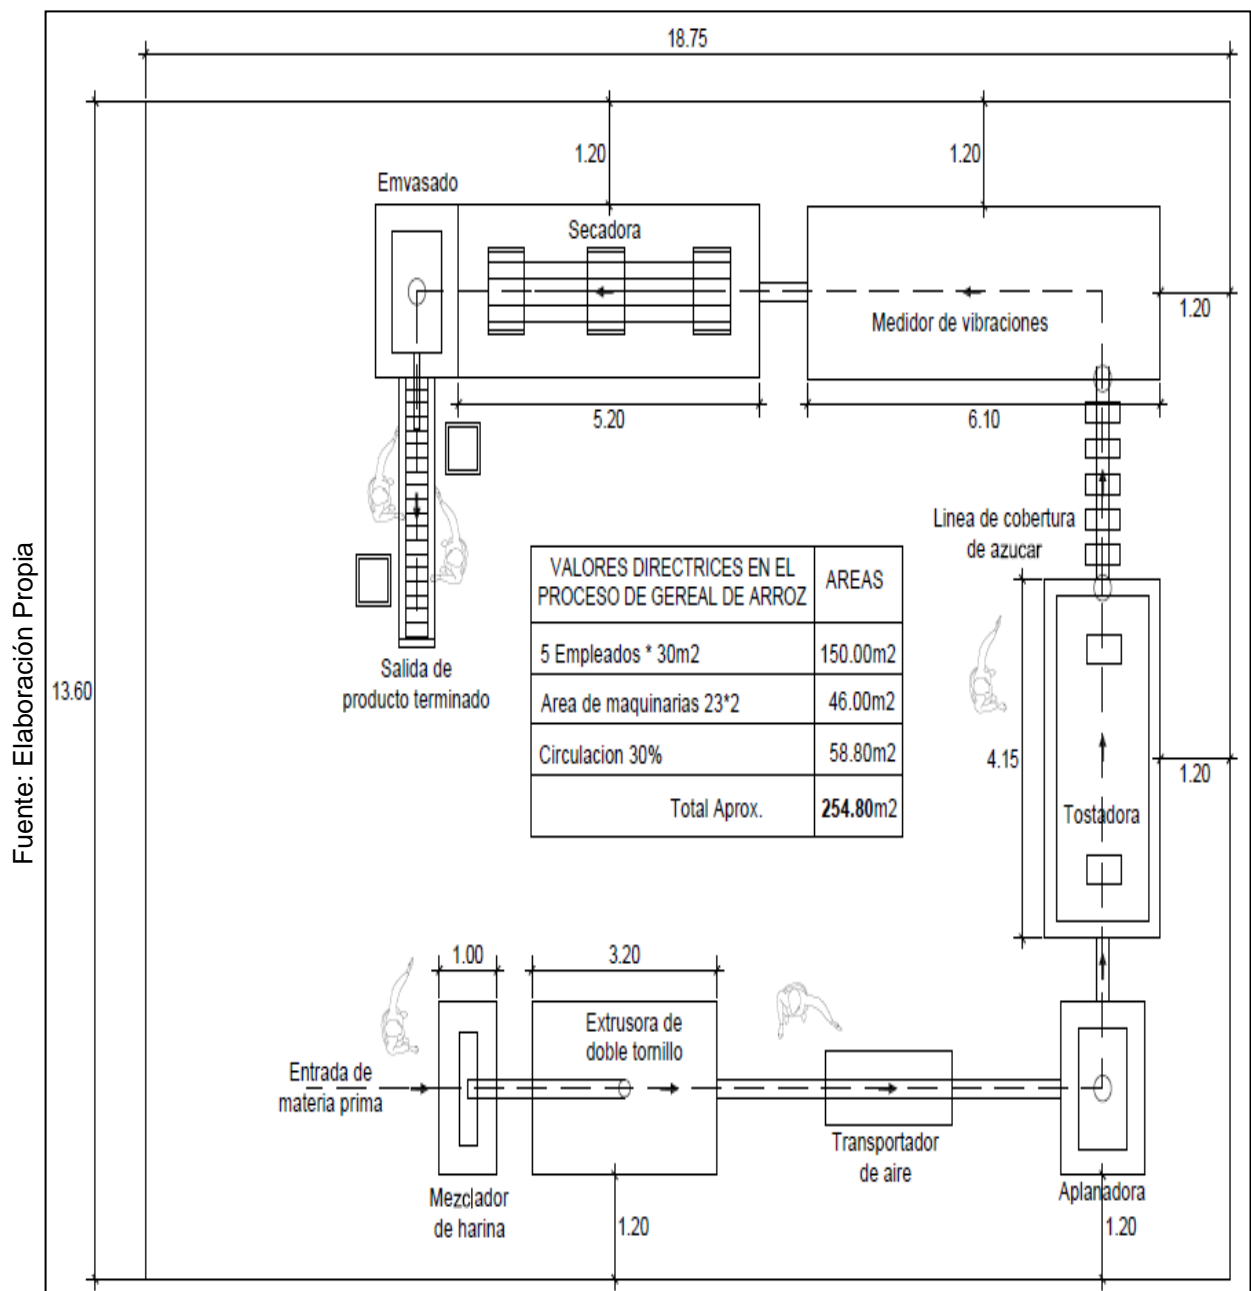 18.75
1.20
1.20
Emvasado
Secadora
Medidor de vibraciones
1.20
5.20
6.10
Linea de cobertura
de azucar
Fuente: Elaboración Propia
13.60
Salida de
producto terminado
VALORES DIRECTRICES EN EL
PROCESO DE GEREAL DE ARROZ
AREAS
5 Empleados * 30m2
150.00m2
Area de maquinarias 23*2
46.00m2
Circulacion 30%
58.80m2
Total Aprox.
254.80m2
4.15
1.20
Tostadora
1.00
3.20
Extrusora de
doble tornillo
Entrada de
materia prima
Transportador
de aire
Mezclador
de harina
Aplanadora
1.20
1.20